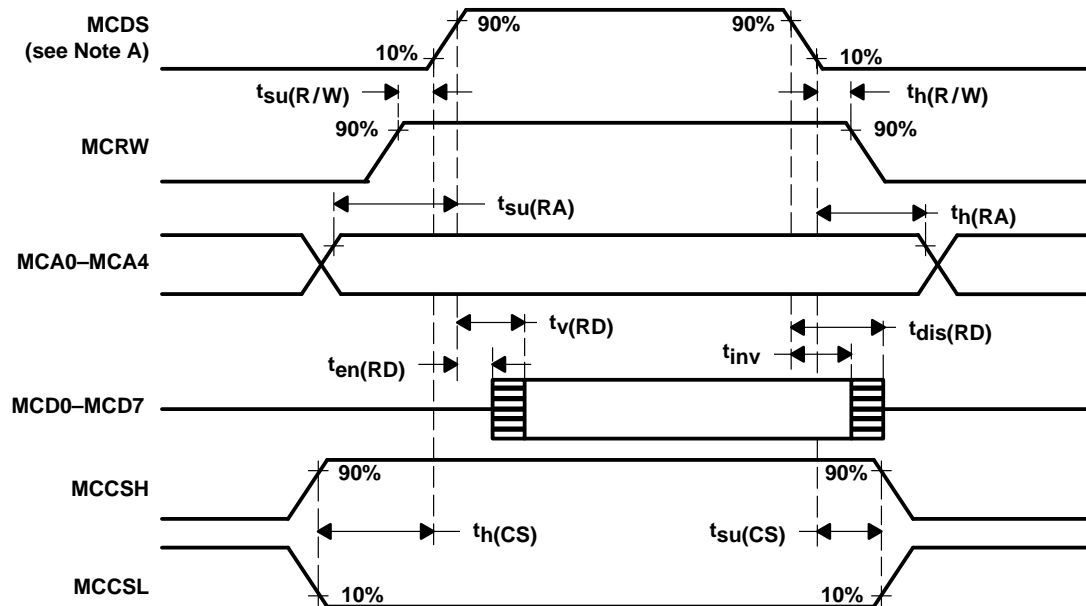 MCDS
(see Note A)
90%
90%
10%
10%
tsu(R/W)
th(R/W)
MCRW
90%
90%
tsu(RA)
th(RA)
MCA0–MCA4
tv(RD)
tdis(RD)
ten(RD)
tinv
MCD0–MCD7
MCCSH
90%
90%
th(CS)
tsu(CS)
MCCSL
10%
10%